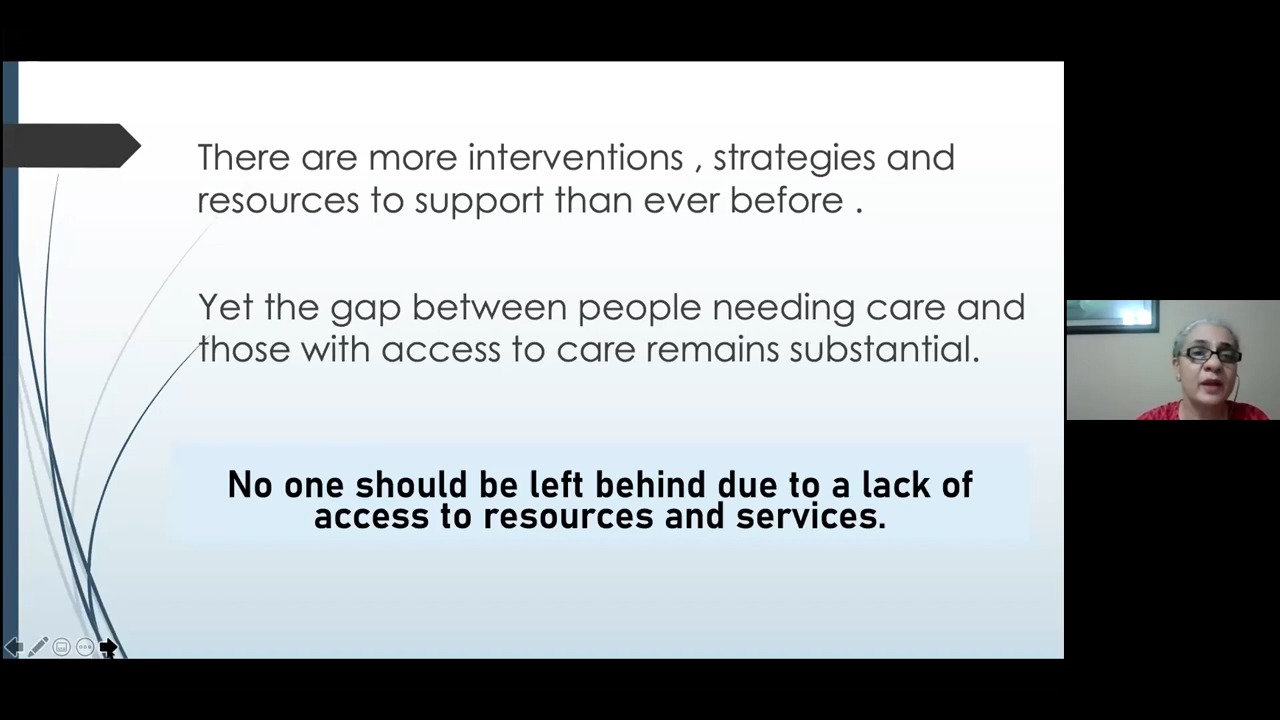 There are more interventions , strategies and
resources to support than ever before .
Yet the gap between people needing care and
those with access to care remains substantial.
No one should be left behind due to a lack of
access to resources and services.